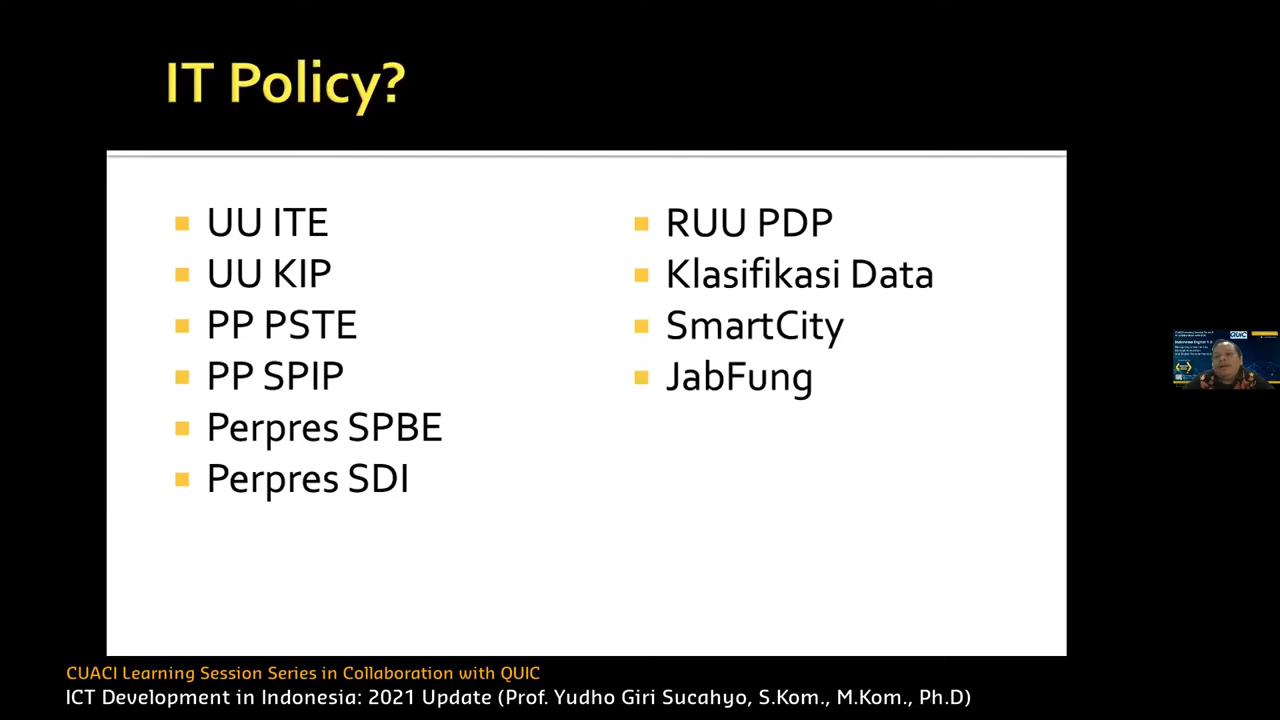 IT Policy?
UU ITE
UU KIP
PP PSTE
PP SPIP
Perpres SPBE
Perpres SDI
RUU PDP
Klasifikasi Data
SmartCity
JabFung
QUIC
CUACI Learning Session Series in Collaboration with QUIC
ICT Development in Indonesia: 2021 Update (Prof. Yudho Giri Sucahyo, S.Kom., M.Kom., Ph.D)